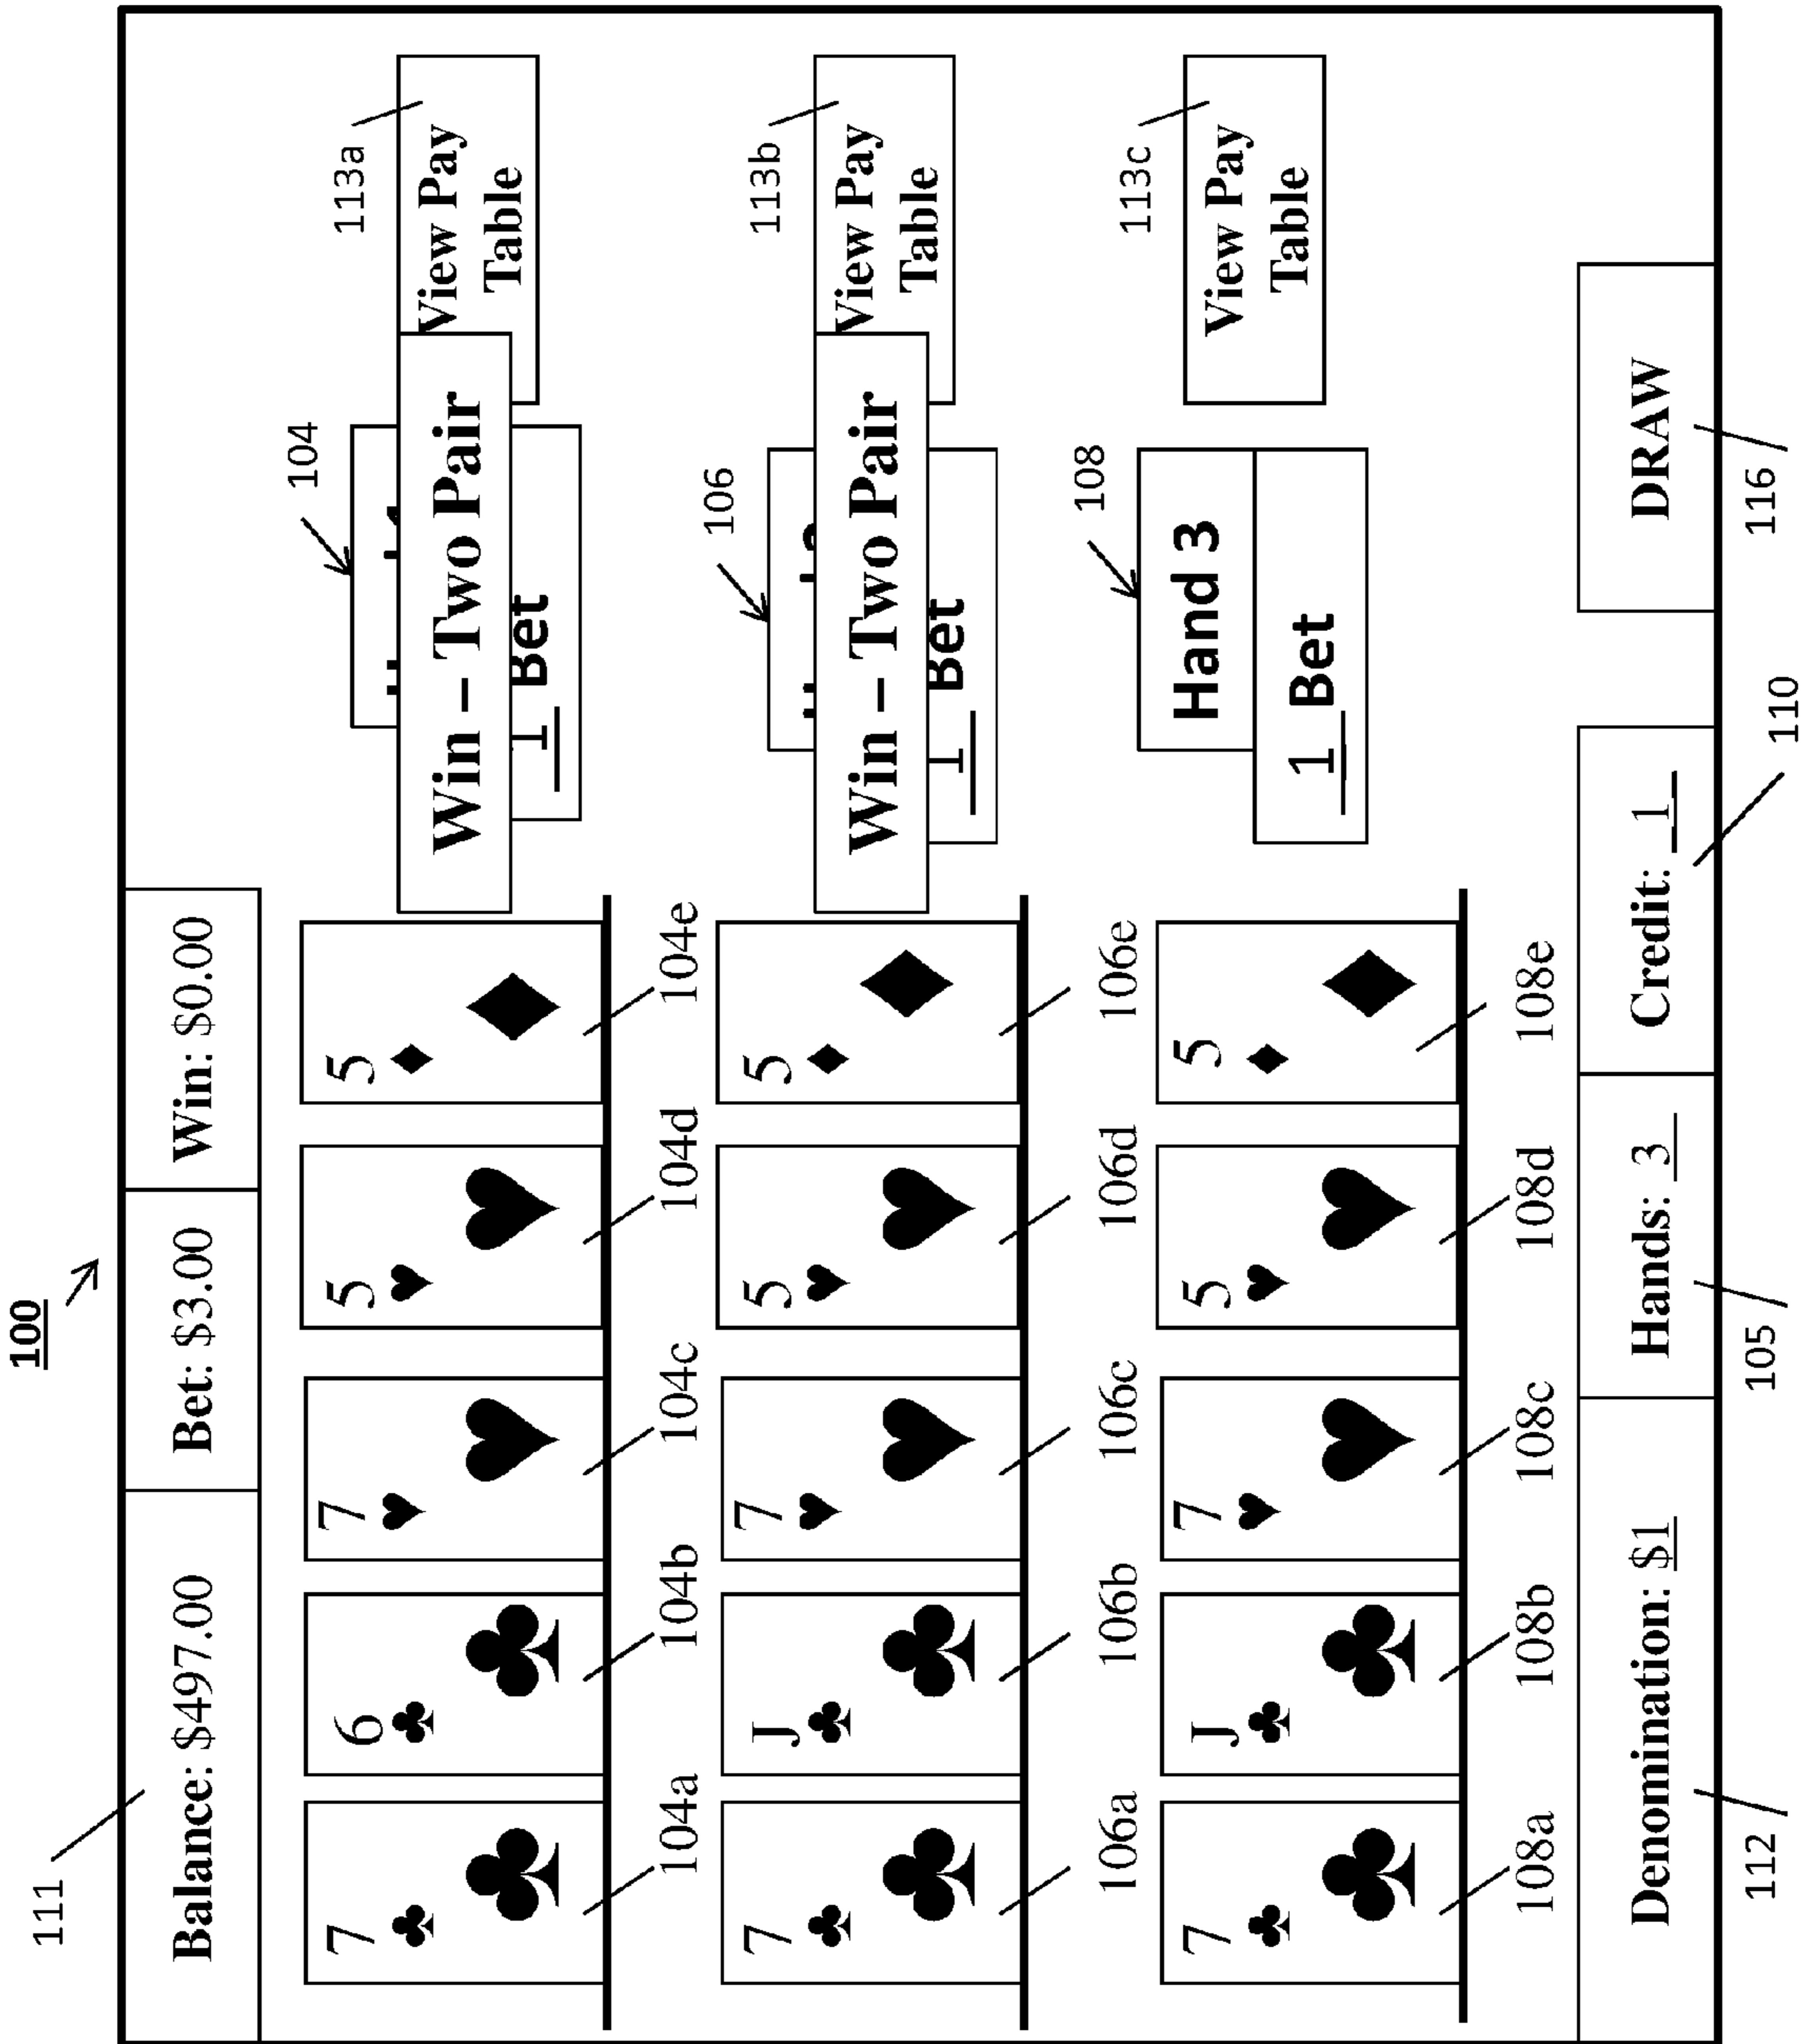 100
111
Balance: $497.00 Bet: $3.00 Win: $0.00
104
113a
7 6 7 5 5
Win – Two Pair
View Pay
Table
1 Bet
104a 104b 104c 104d 104e
106
113b
7 J 7 5 5
Win – Two Pair
View Pay
Table
1 Bet
106a 106b 106c 106d 106e
108
113c
7 J 7 5 5
Hand 3
View Pay
Table
1 Bet
108a 108b 108c 108d 108e
Denomination: $1 Hands: 3 Credit: 1 DRAW
112 105 110 116